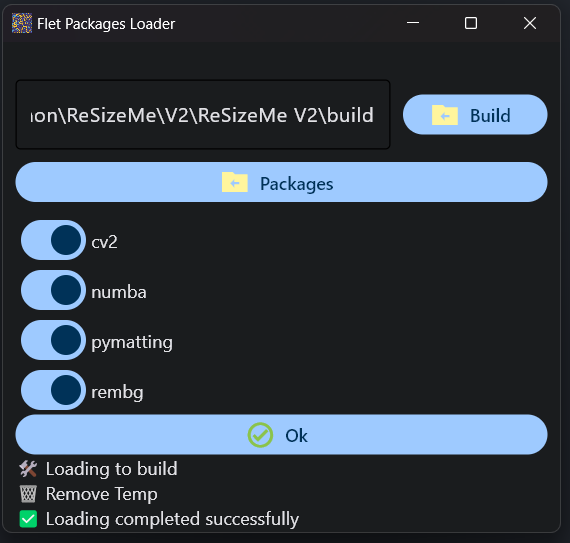 Flet Packages Loader
non\ReSizeMe\V2\ReSizeMe V2\build
Build
Packages
cv2
numba
pymatting
rembg
Ok
Loading to build
Remove Temp
Loading completed successfully